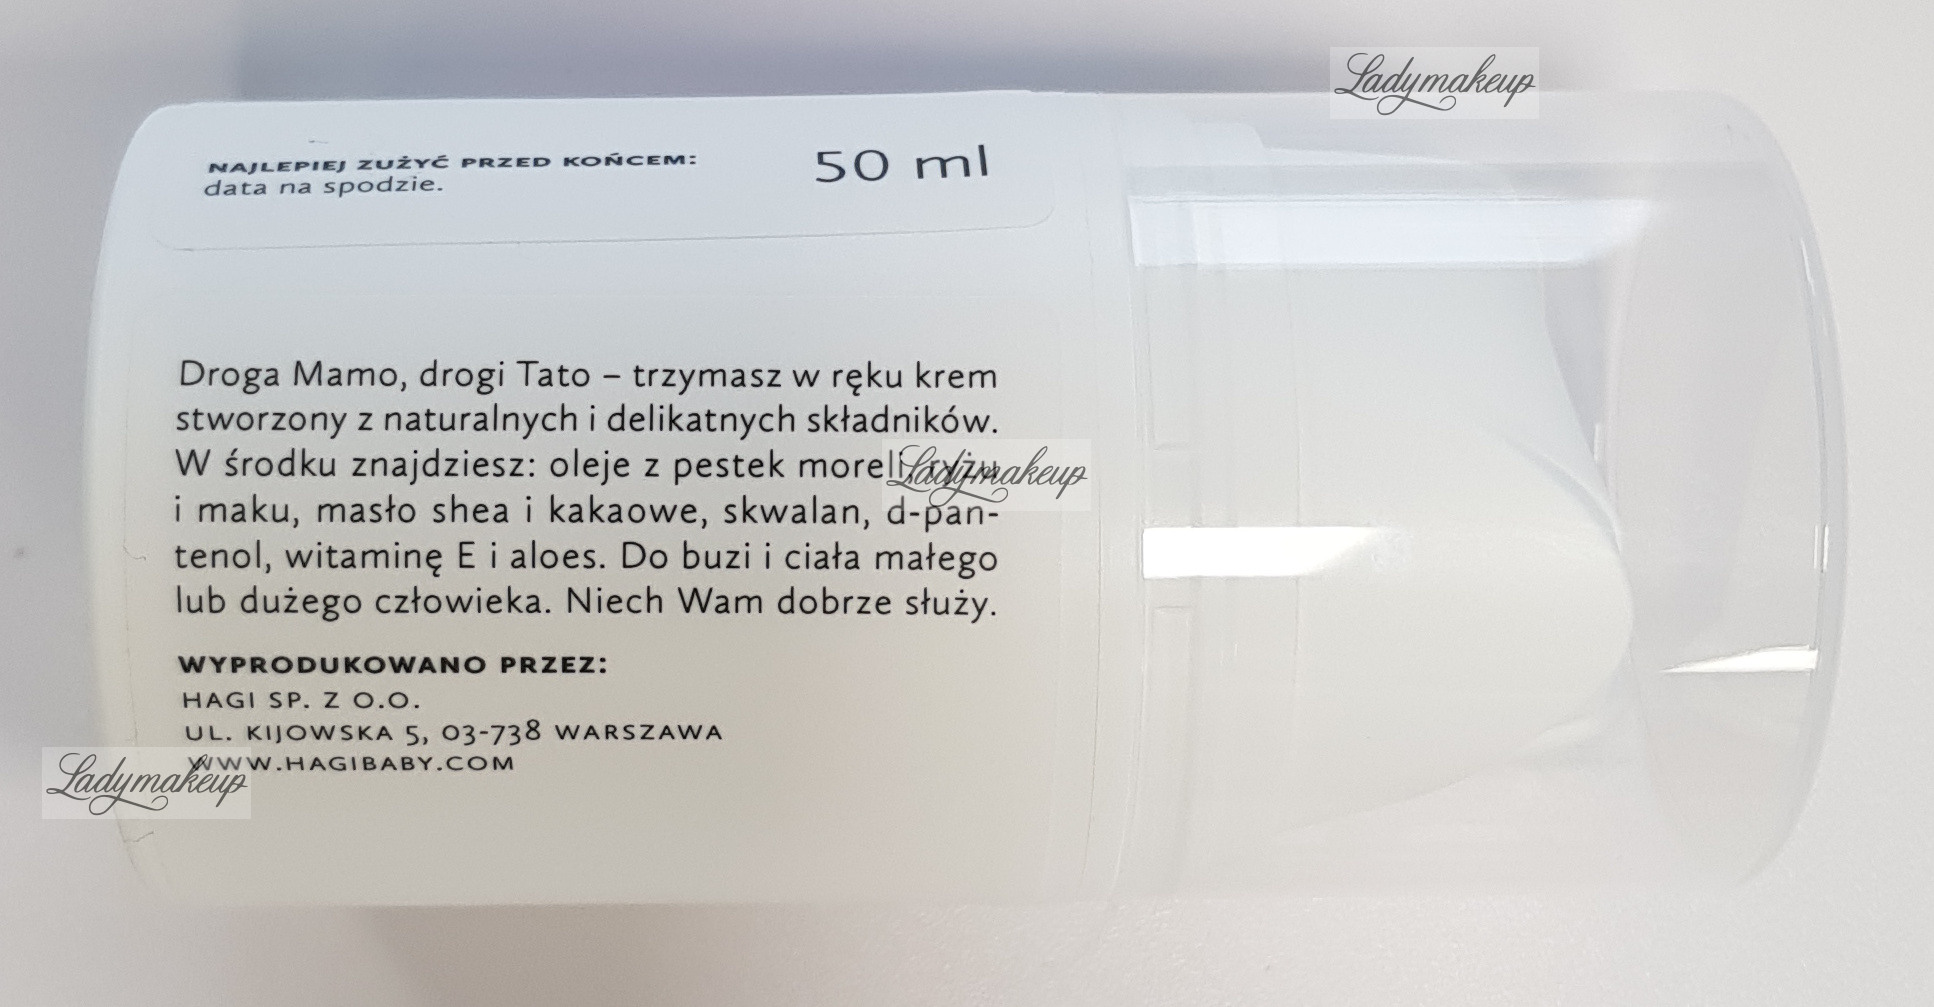 Ladymakeup
NAJLEPIEJ ZUŻYĆ PRZED KOŃCEM:
data na spodzie.
50 ml
Droga Mamo, drogi Tato – trzymasz w ręku krem
stworzony z naturalnych i delikatnych składników.
W środku znajdziesz: oleje z pestek moreli, ryżu
Ladymakeup
i maku, masło shea i kakaowe, skwalan, d-pan-
tenol, witaminę E i aloes. Do buzi i ciała małego
lub dużego człowieka. Niech Wam dobrze służy.
WYPRODUKOWANO PRZEZ:
HAGI SP. Z O.O.
UL. KIJOWSKA 5, 03-738 WARSZAWA
WWW.HAGIBABY.COM
Ladymakeup